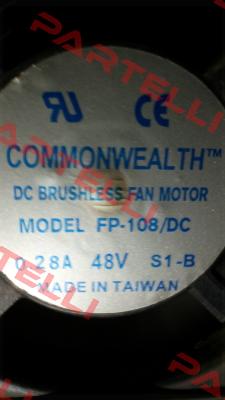 PARTELLI
RU CE
COMMONWEALTH™
DC BRUSHLESS FAN MOTOR
MODEL FP-108/DC
0.28A 48V S1-B
MADE IN TAIWAN
PARTELLI